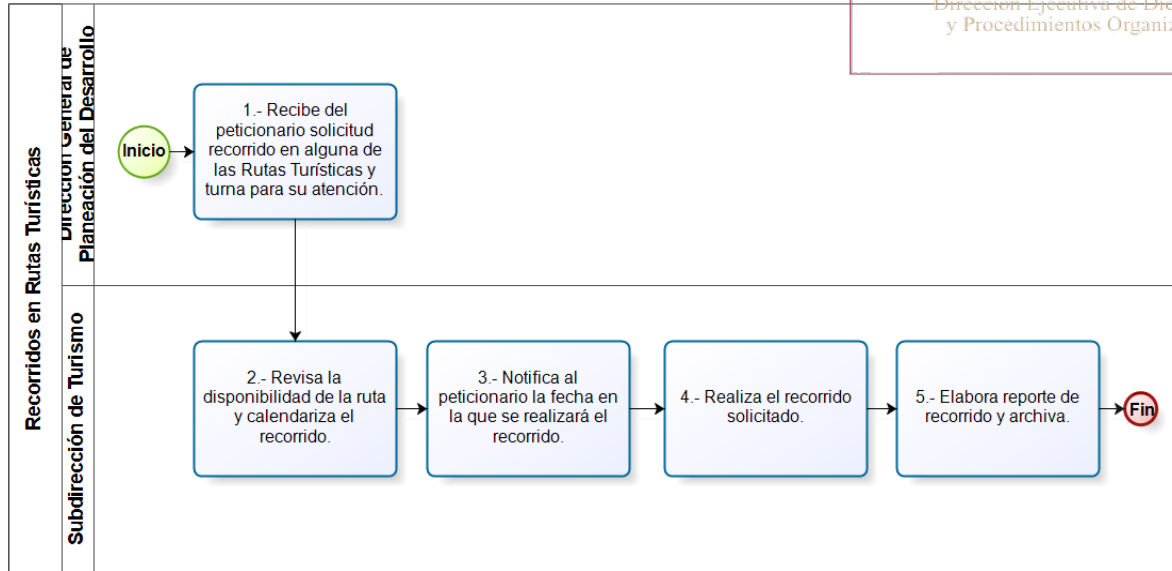 Dirección Ejecutiva de
y Procedimientos
Recorridos en Rutas Turísticas
Dirección General de
Planeación del Desarrollo
Inicio
1.- Recibe del
peticionario solicitud
recorrido en alguna de
las Rutas Turísticas y
turna para su atención.
Subdirección de Turismo
2.- Revisa la
disponibilidad de la ruta
y calendariza el
recorrido.
3.- Notifica al
peticionario la fecha en
la que se realizará el
recorrido.
4.- Realiza el recorrido
solicitado.
5.- Elabora reporte de
recorrido y archiva.
Fin